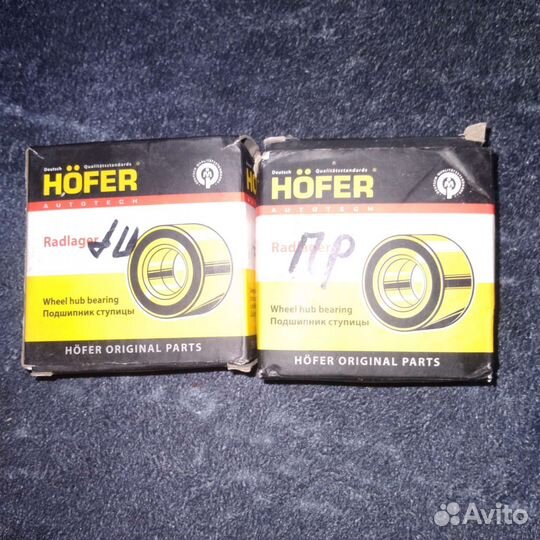 Deutsch Qualitätsstandards
HÖFER
AUTOTECH
Radlager
Wheel hub bearing
Подшипник ступицы
HÖFER ORIGINAL PARTS
Deutsch Qualitätsstandards
HÖFER
AUTOTECH
Radlager
ПР
Wheel hub bearing
Подшипник ступицы
HÖFER ORIGINAL PARTS
Avito